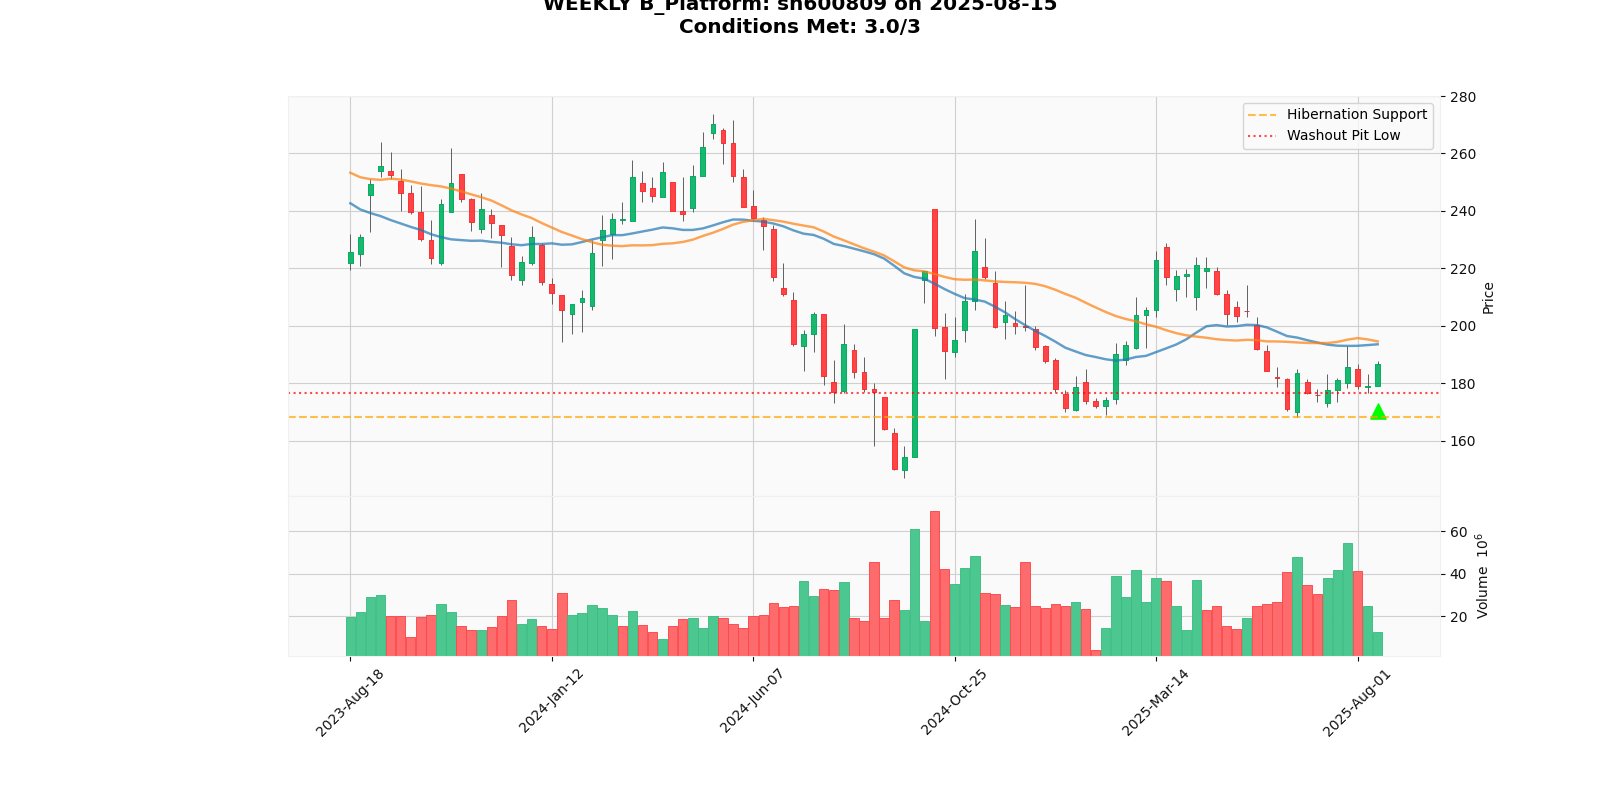 WEEKLY B_Platform: sh600809 on 2025-08-15
Conditions Met: 3.0/3
Hibernation Support
Washout Pit Low
280
260
240
220
200
180
160
Price
60
40
20
Volume 10⁶
2023-Aug-18
2024-Jan-12
2024-Jun-07
2024-Oct-25
2025-Mar-14
2025-Aug-01